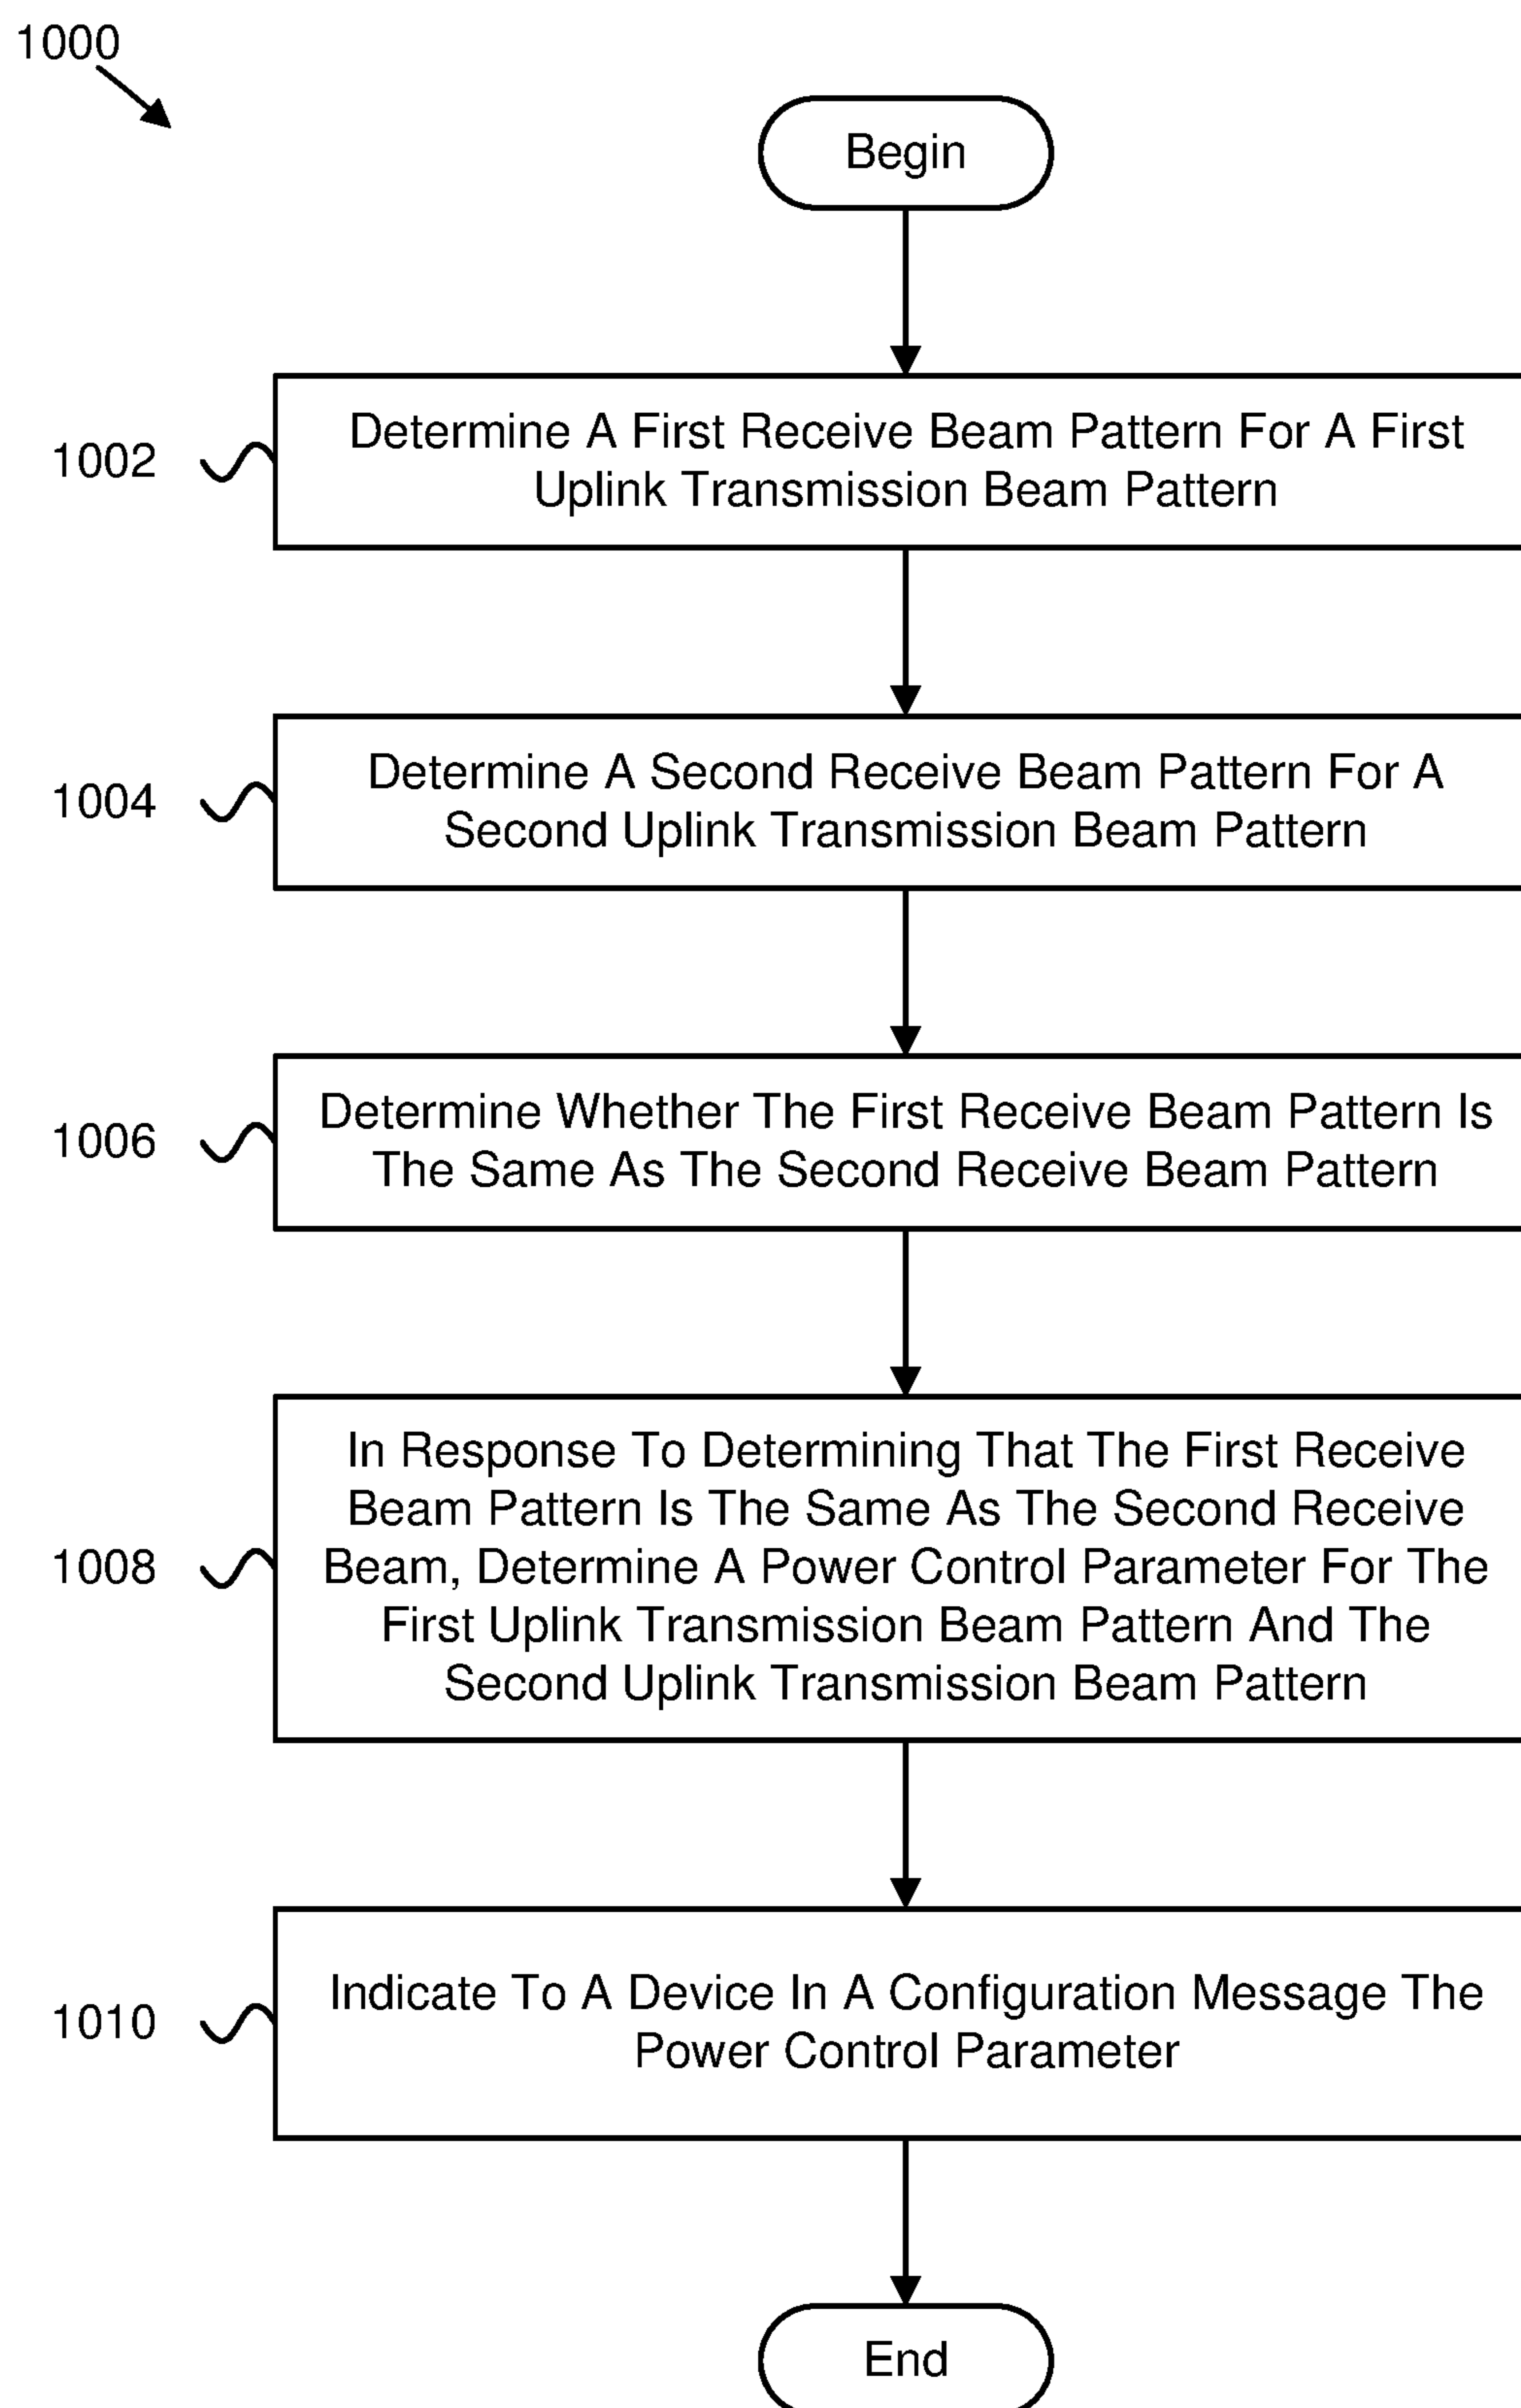 1000
Begin
1002
Determine A First Receive Beam Pattern For A First
Uplink Transmission Beam Pattern
1004
Determine A Second Receive Beam Pattern For A
Second Uplink Transmission Beam Pattern
1006
Determine Whether The First Receive Beam Pattern Is
The Same As The Second Receive Beam Pattern
1008
In Response To Determining That The First Receive
Beam Pattern Is The Same As The Second Receive
Beam, Determine A Power Control Parameter For The
First Uplink Transmission Beam Pattern And The
Second Uplink Transmission Beam Pattern
1010
Indicate To A Device In A Configuration Message The
Power Control Parameter
End